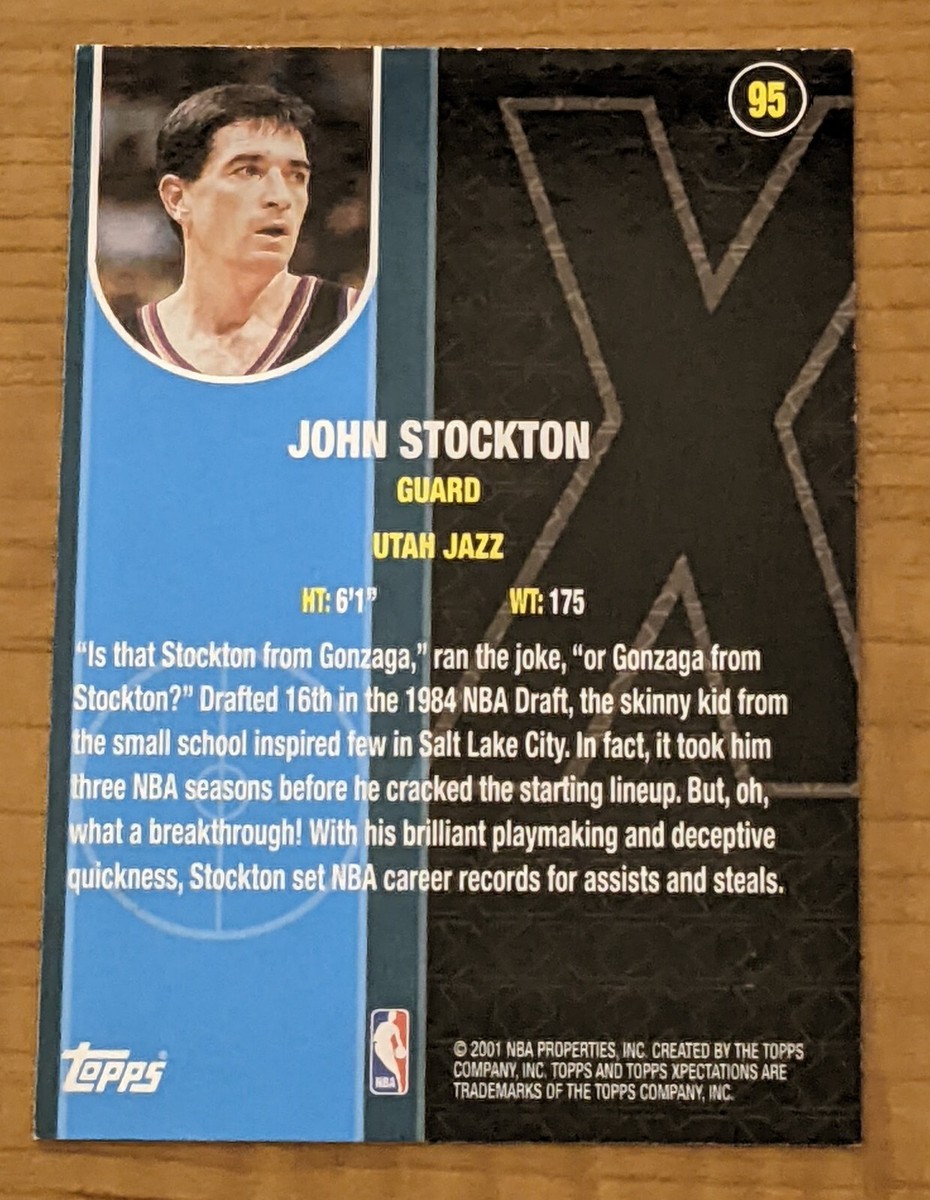 95
JOHN STOCKTON
GUARD
UTAH JAZZ
HT: 6'1" WT: 175
“Is that Stockton from Gonzaga,” ran the joke, “or Gonzaga from
Stockton?” Drafted 16th in the 1984 NBA Draft, the skinny kid from
the small school inspired few in Salt Lake City. In fact, it took him
three NBA seasons before he cracked the starting lineup. But, oh,
what a breakthrough! With his brilliant playmaking and deceptive
quickness, Stockton set NBA career records for assists and steals.
Topps®
NBA
© 2001 NBA PROPERTIES, INC. CREATED BY THE TOPPS
COMPANY, INC. TOPPS AND TOPPS XPECTATIONS ARE
TRADEMARKS OF THE TOPPS COMPANY, INC.